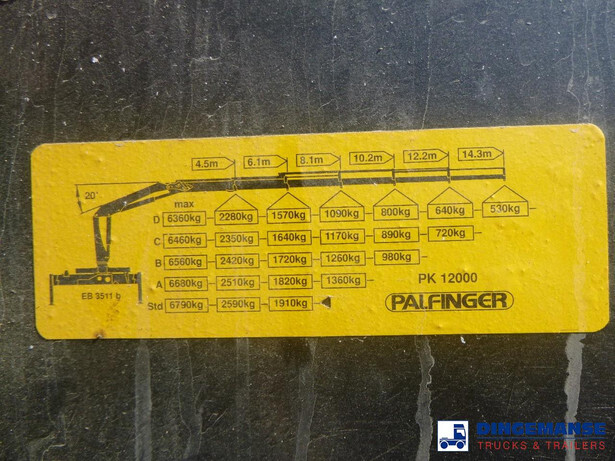 4.5m 6.1m 8.1m 10.2m 12.2m 14.3m
20°
max
D 6360kg 2280kg 1570kg 1090kg 800kg 640kg 530kg
C 6460kg 2350kg 1640kg 1170kg 890kg 720kg
B 6560kg 2420kg 1720kg 1260kg 980kg
A 6680kg 2510kg 1820kg 1360kg
PK 12000
EB 3511 b
Std 6790kg 2590kg 1910kg
PALFINGER
DIRCEMANSE
TRUCKS & TRAILERS